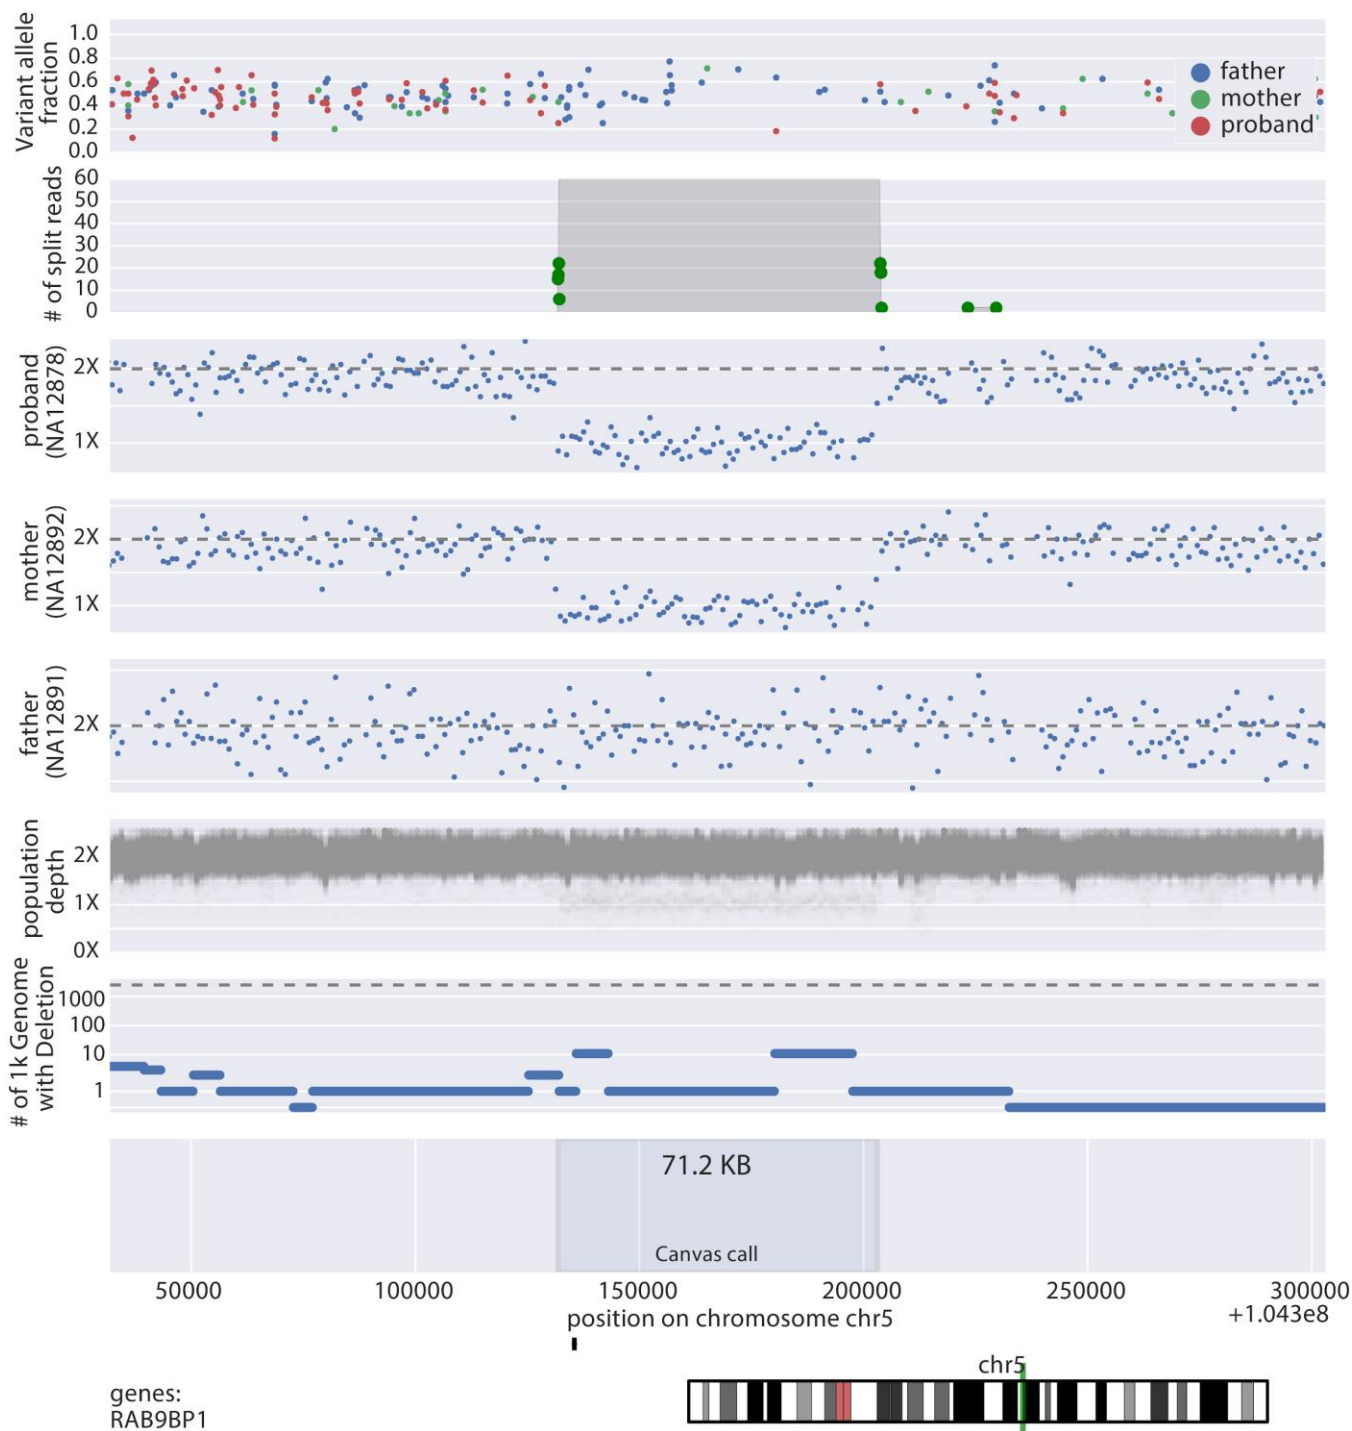 Variant allele
fraction
1.0
0.8
0.6
0.4
0.2
0.0
father
mother
proband
# of split reads
60
50
40
30
20
10
0
proband
(NA12878)
2X
1X
mother
(NA12892)
2X
1X
father
(NA12891)
2X
population
depth
2X
1X
0X
# of 1k Genome
with Deletion
1000
100
10
1
71.2 KB
Canvas call
50000 100000 150000 200000 250000 300000
position on chromosome chr5
+1.043e8
chr5
genes:
RAB9BP1